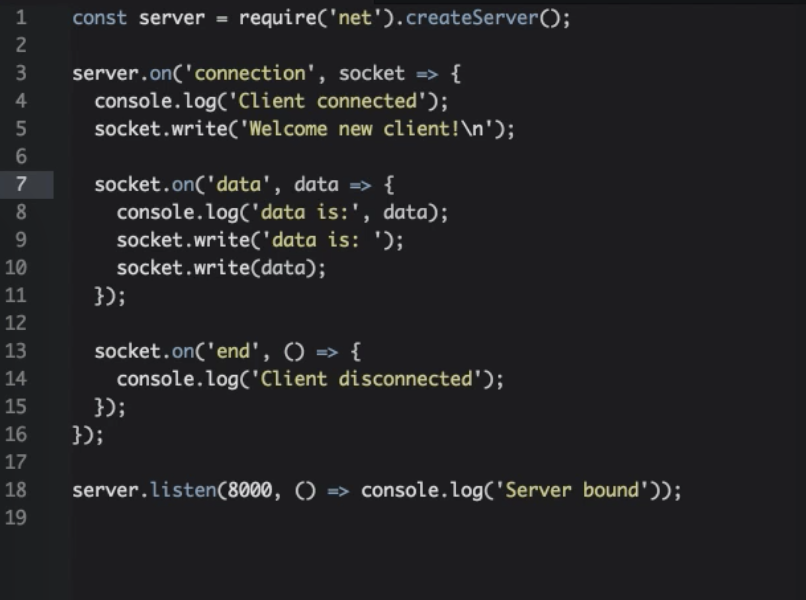 1 const server = require('net').createServer();
2
3 server.on('connection', socket => {
4   console.log('Client connected');
5   socket.write('Welcome new client!\n');
6
7   socket.on('data', data => {
8     console.log('data is:', data);
9     socket.write('data is: ');
10     socket.write(data);
11   });
12
13   socket.on('end', () => {
14     console.log('Client disconnected');
15   });
16 });
17
18 server.listen(8000, () => console.log('Server bound'));
19